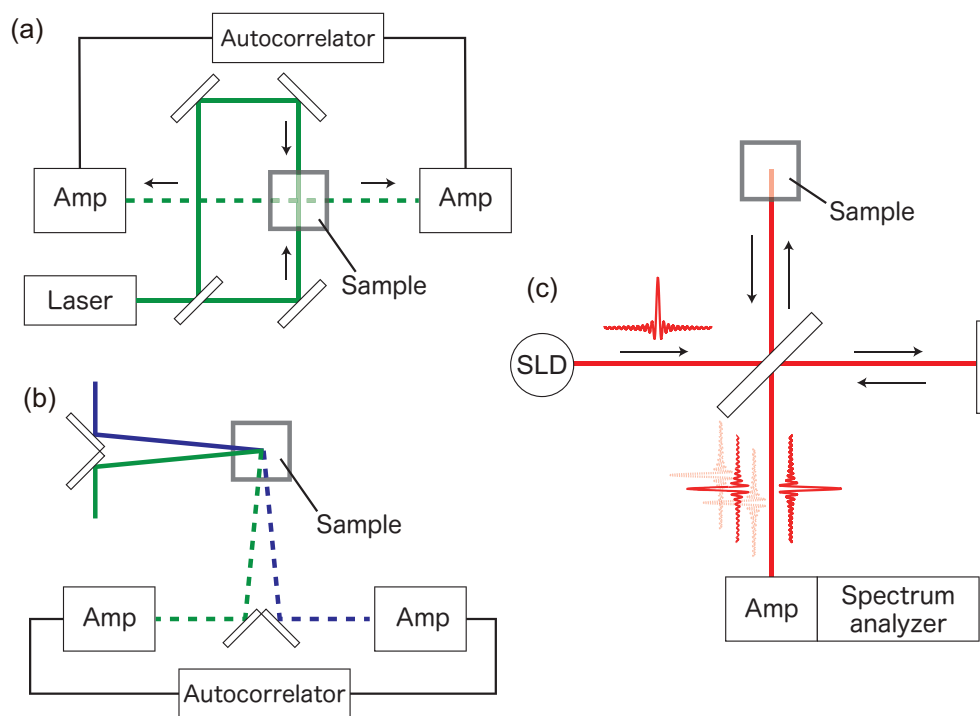 (a)
Autocorrelator
Amp
Amp
Sample
Laser
(b)
Sample
Amp
Amp
Autocorrelator
(c)
Sample
SLD
Amp
Spectrum
analyzer